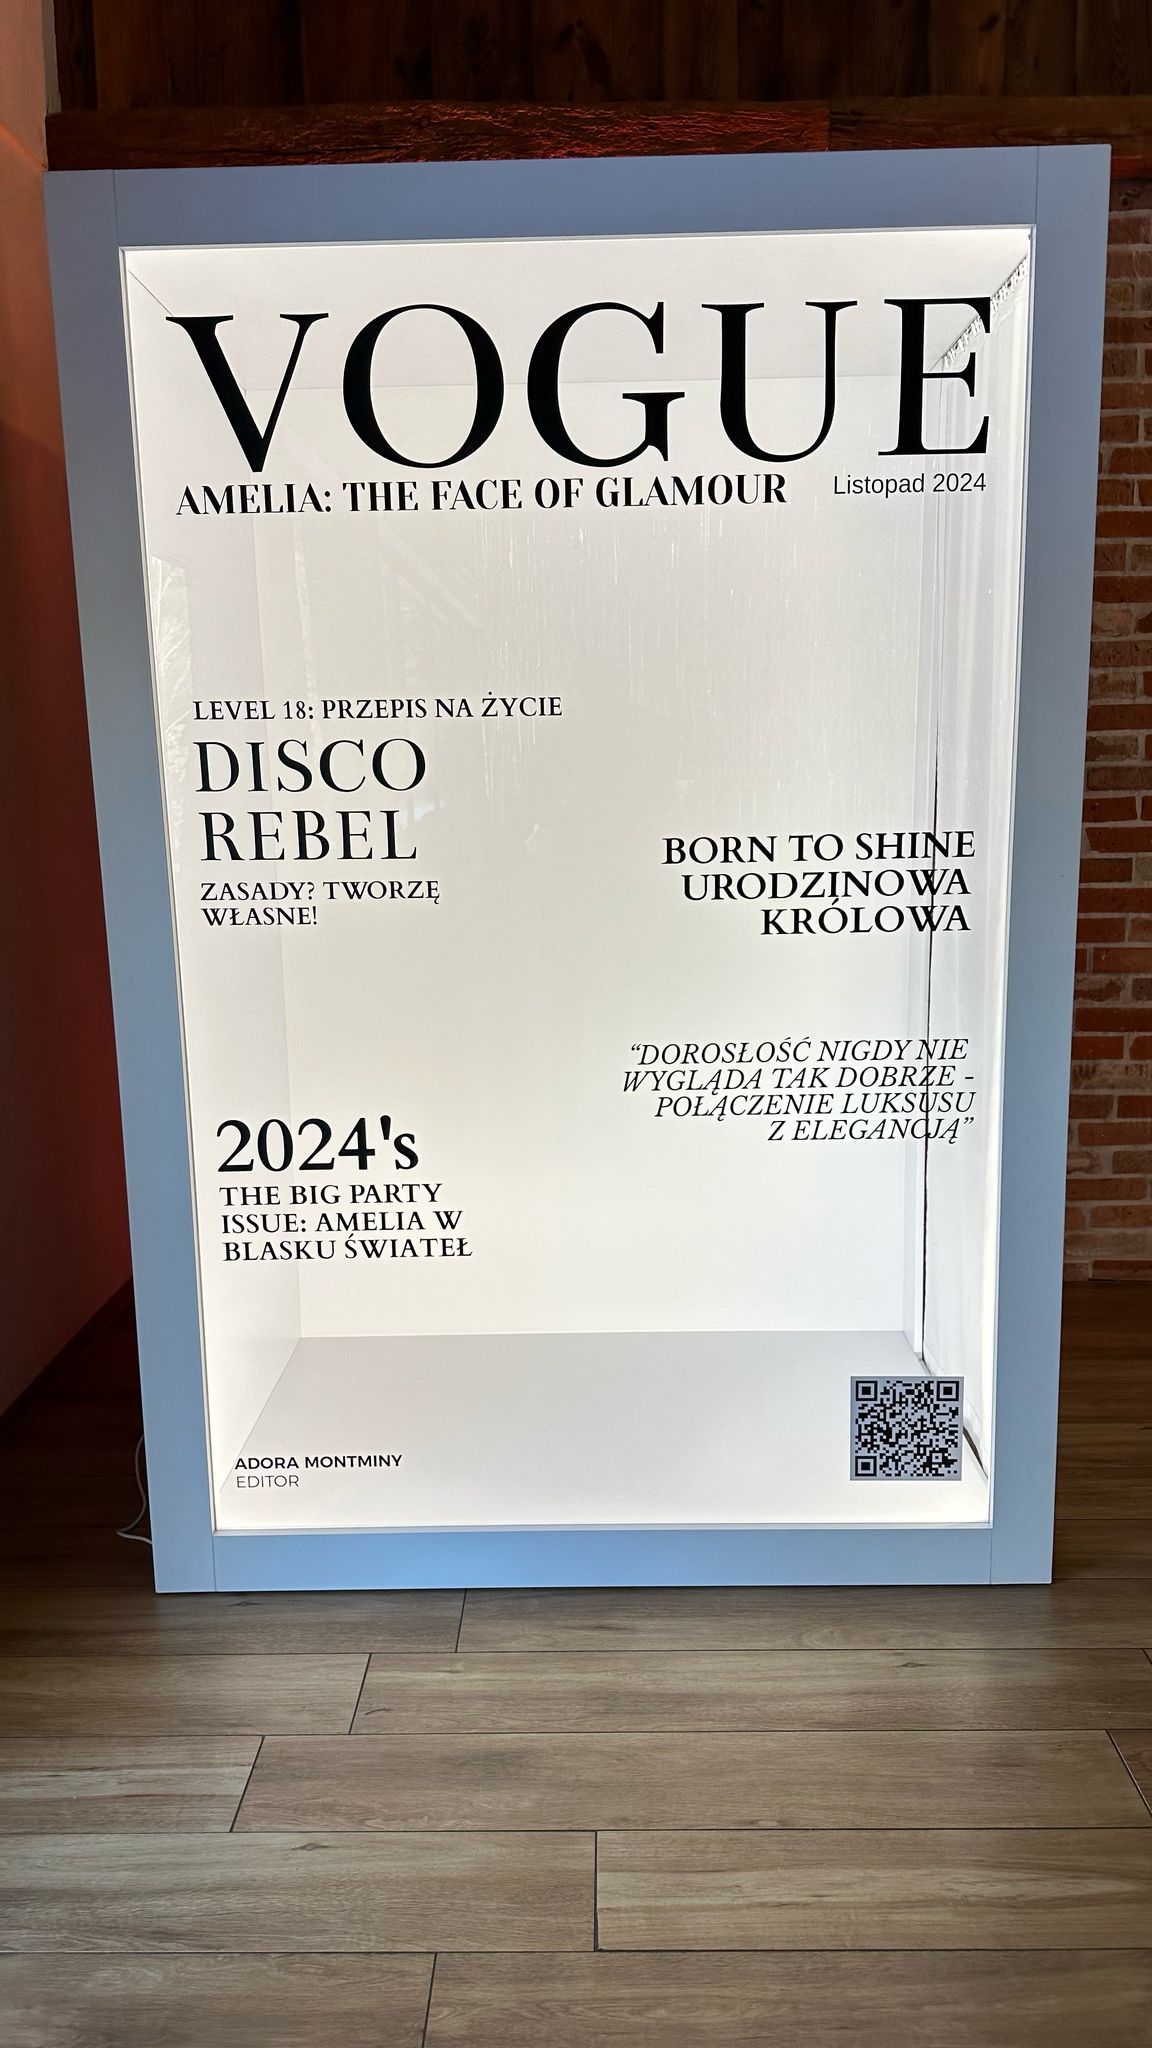 VOGUE
AMELIA: THE FACE OF GLAMOUR
Listopad 2024
LEVEL 18: PRZEPIS NA ŻYCIE
DISCO
REBEL
ZASADY? TWORZĘ
WŁASNE!
BORN TO SHINE
URODZINOWA
KRÓLOWA
“DOROSŁOŚĆ NIGDY NIE
WYGLĄDA TAK DOBRZE -
POŁĄCZENIE LUKSUSU
Z ELEGANCJĄ”
2024's
THE BIG PARTY
ISSUE: AMELIA W
BLASKU ŚWIATEŁ
ADORA MONTMINY
EDITOR